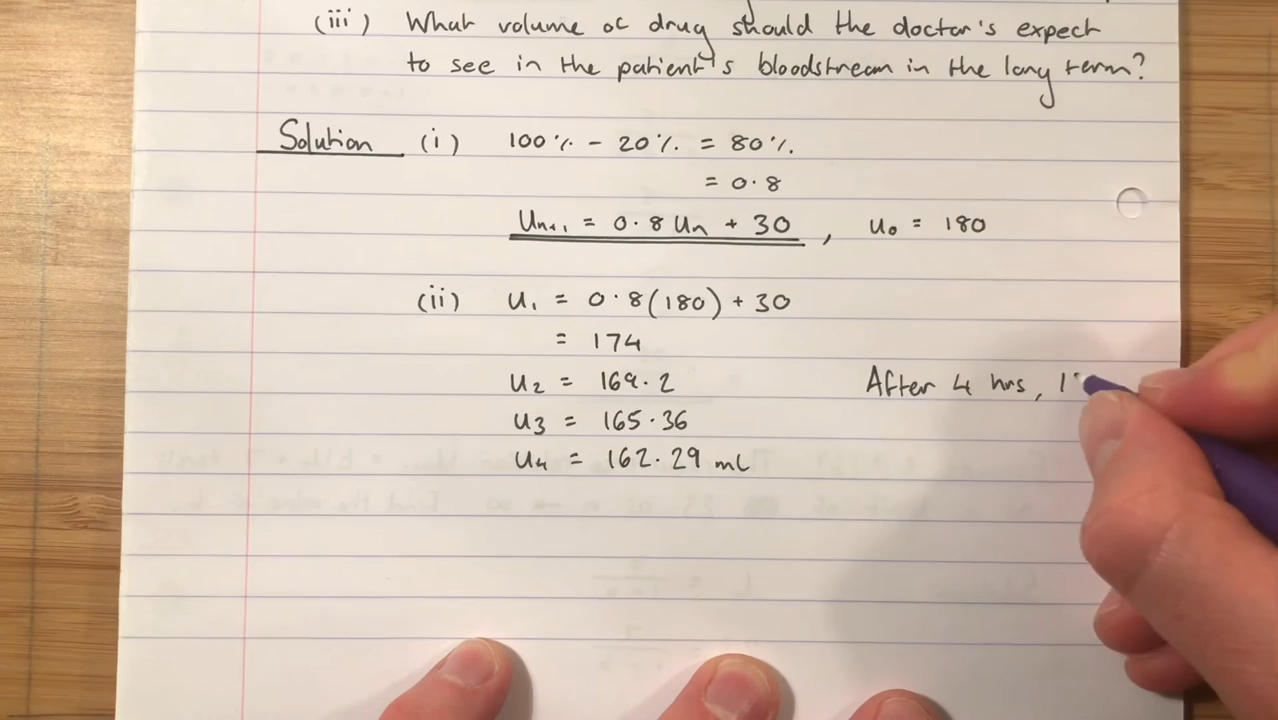 (iii) What volume of drug should the doctor's expect
to see in the patient's bloodstream in the long term?
Solution (i) 100% - 20% = 80%.
= 0.8
Un+1 = 0.8 Un + 30 , U0 = 180
(ii) U1 = 0.8(180) + 30
= 174
U2 = 169.2
After 4 hrs, 1
U3 = 165.36
U4 = 162.29 ml